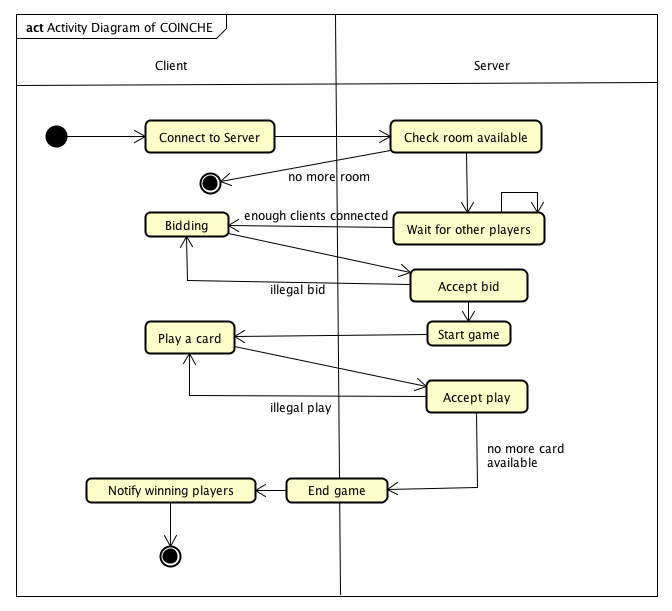 act Activity Diagram of COINCHE
Client
Server
Connect to Server
Check room available
no more room
enough clients connected
Bidding
Wait for other players
Accept bid
illegal bid
Start game
Play a card
Accept play
illegal play
no more card
available
Notify winning players
End game